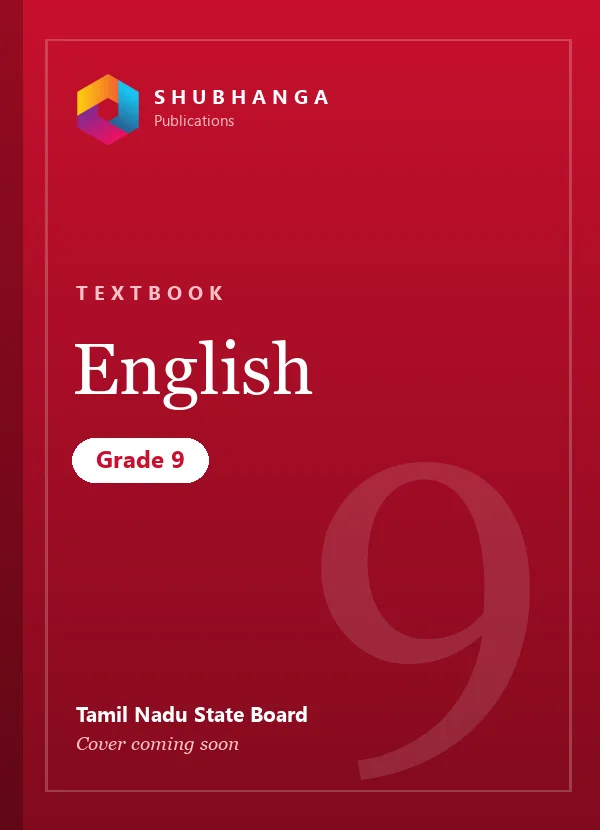 SHUBHANGA
Publications
TEXTBOOK
English
Grade 9
9
Tamil Nadu State Board
Cover coming soon